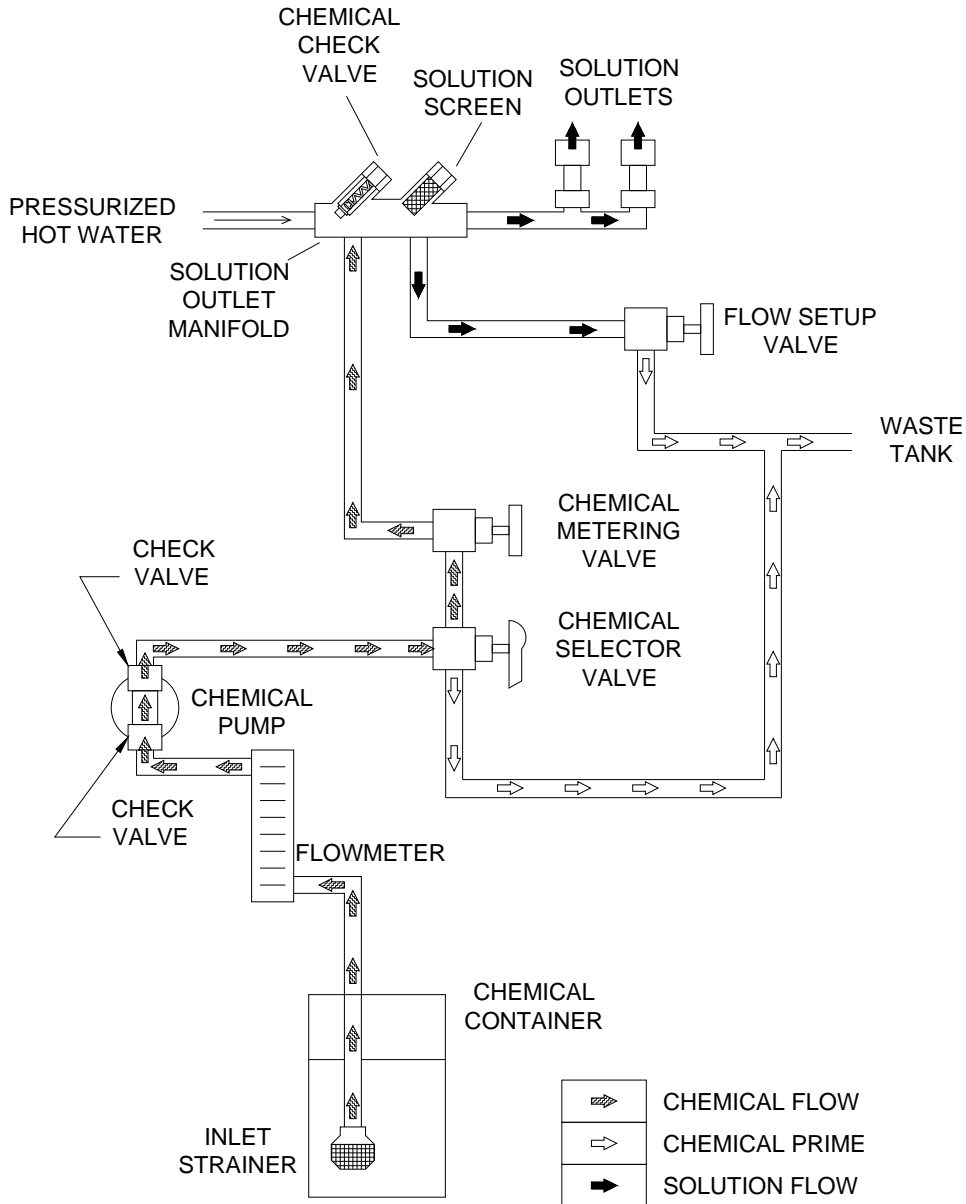 CHEMICAL
CHECK
VALVE
SOLUTION
SCREEN
SOLUTION
OUTLETS
PRESSURIZED
HOT WATER
SOLUTION
OUTLET
MANIFOLD
FLOW SETUP
VALVE
WASTE
TANK
CHEMICAL
METERING
VALVE
CHECK
VALVE
CHEMICAL
SELECTOR
VALVE
CHEMICAL
PUMP
CHECK
VALVE
FLOWMETER
CHEMICAL
CONTAINER
INLET
STRAINER
CHEMICAL FLOW
CHEMICAL PRIME
SOLUTION FLOW